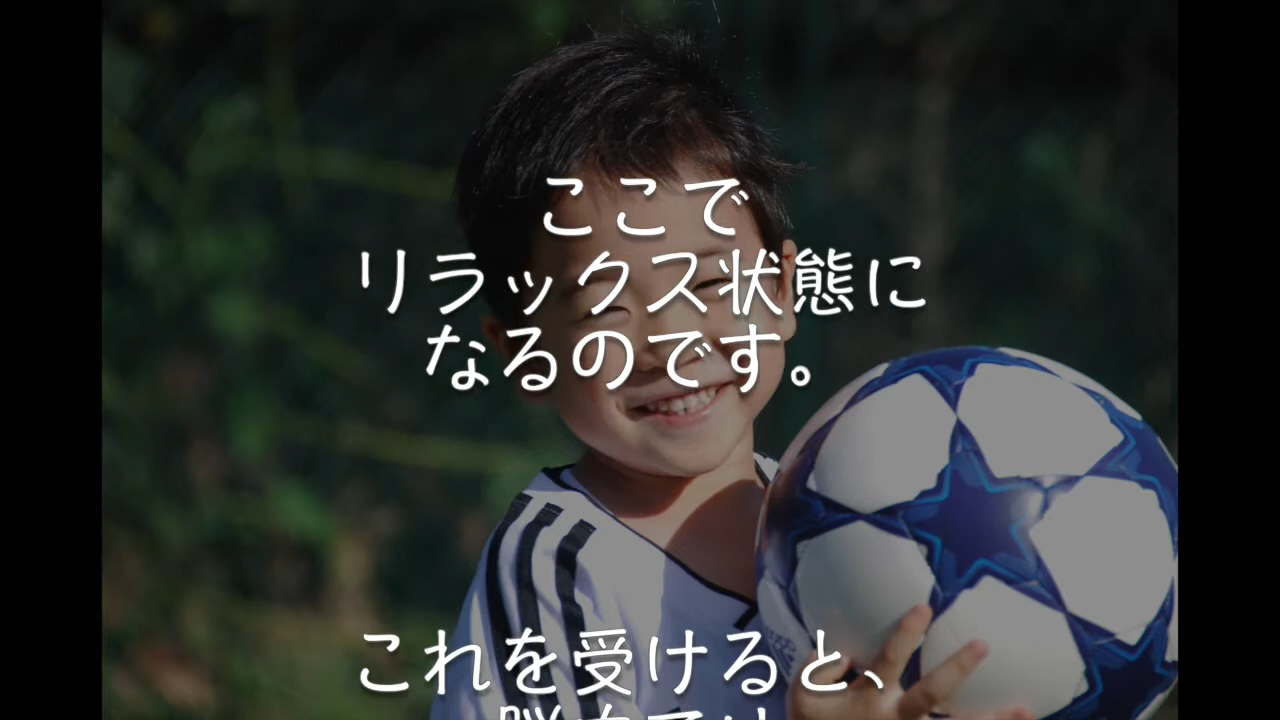 ここで
リラックス状態に
なるのです。
これを受けると、